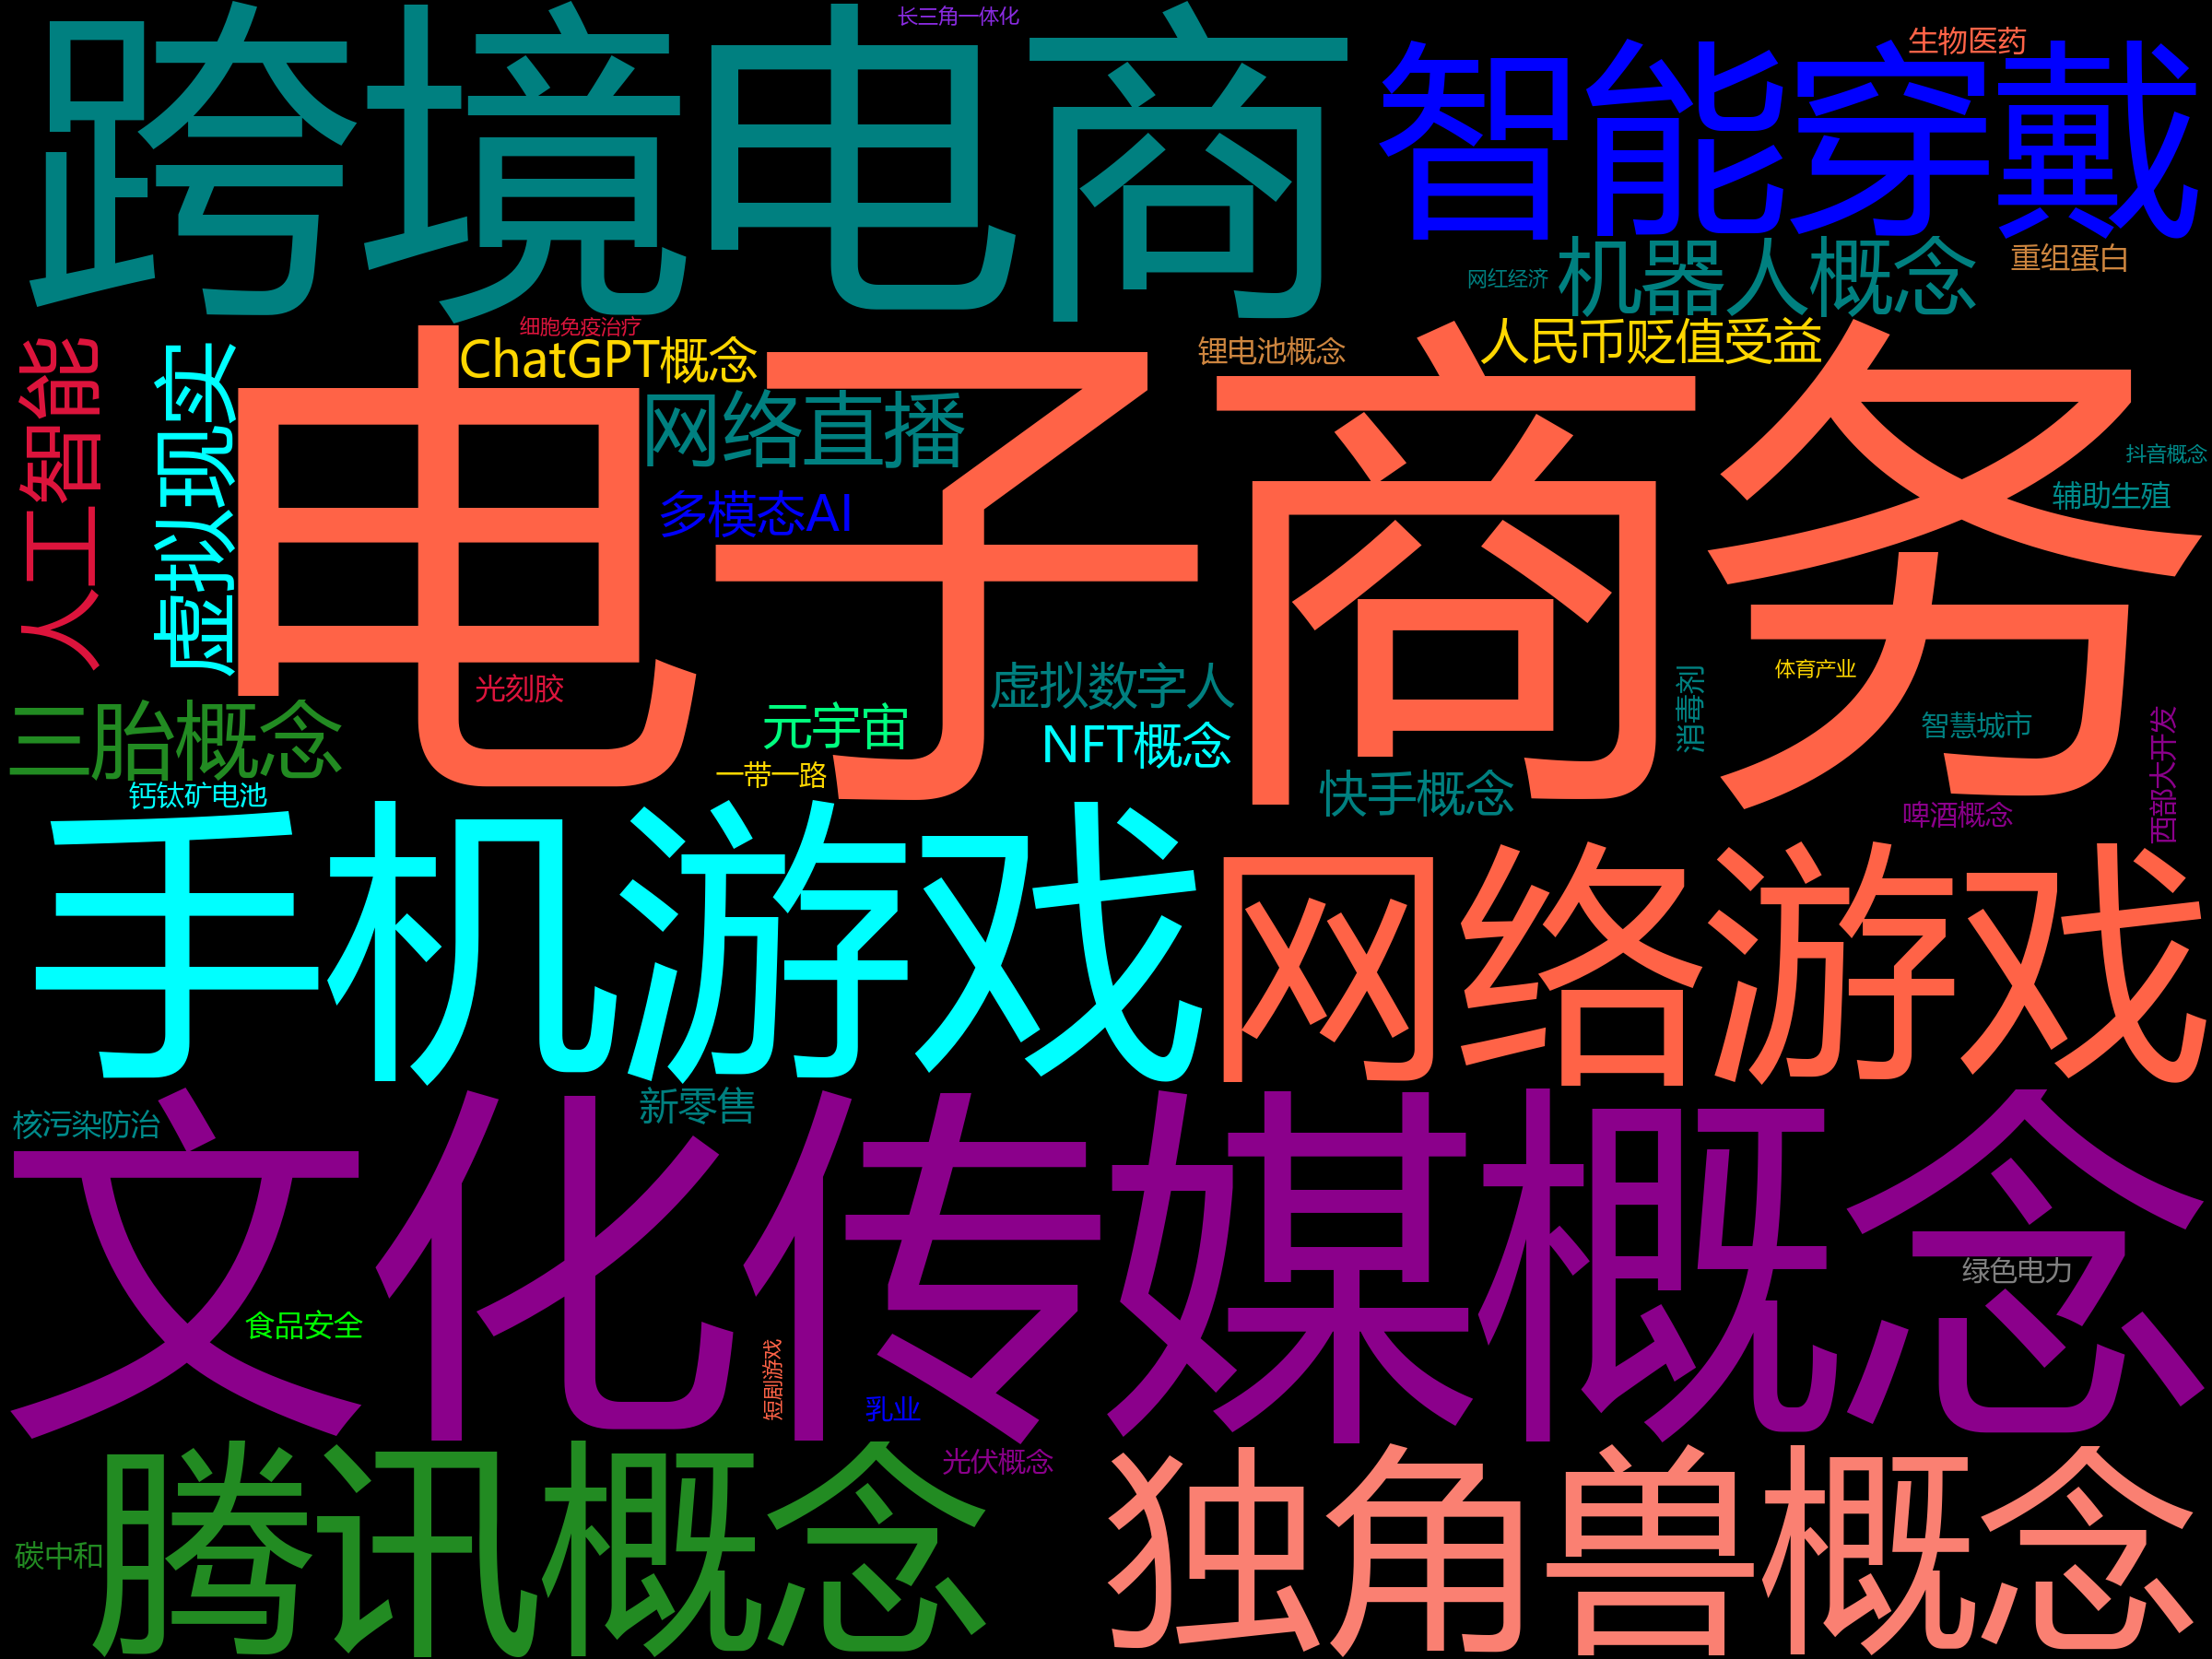 长三角一体化
跨境电商
智能穿戴
生物医药
重组蛋白
网红经济
机器人概念
细胞免疫治疗
ChatGPT概念
锂电池概念
人民币贬值受益
人工智能
虚拟现实
电子商务
网络直播
多模态AI
抖音概念
辅助生殖
光刻胶
虚拟数字人
消毒剂
体育产业
三胎概念
元宇宙
NFT概念
智慧城市
西部大开发
一带一路
钙钛矿电池
快手概念
啤酒概念
手机游戏
网络游戏
新零售
核污染防治
文化传媒概念
绿色电力
食品安全
短剧游戏
乳业
光伏概念
碳中和
腾讯概念
独角兽概念